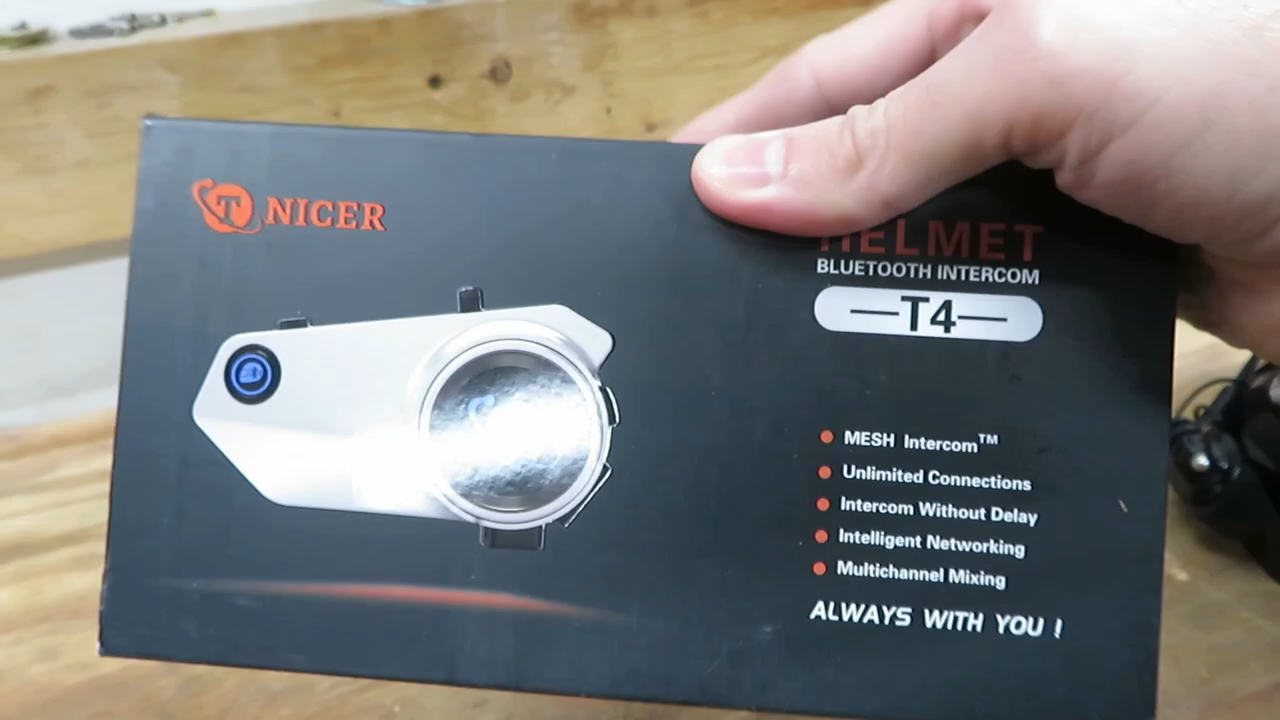 T NICER
HELMET
BLUETOOTH INTERCOM
T4
MESH Intercom™
Unlimited Connections
Intercom Without Delay
Intelligent Networking
Multichannel Mixing
ALWAYS WITH YOU !